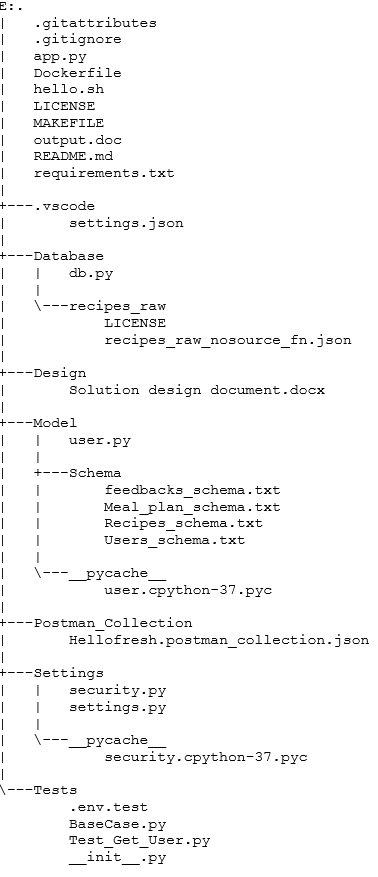 E:.
|   .gitattributes
|   .gitignore
|   app.py
|   Dockerfile
|   hello.sh
|   LICENSE
|   MAKEFILE
|   output.doc
|   README.md
|   requirements.txt
|
+---.vscode
|       settings.json
|
+---Database
|   |   db.py
|   |
|   \---recipes_raw
|           LICENSE
|           recipes_raw_nosource_fn.json
|
+---Design
|       Solution design document.docx
|
+---Model
|   |   user.py
|   |
|   +---Schema
|   |       feedbacks_schema.txt
|   |       Meal_plan_schema.txt
|   |       Recipes_schema.txt
|   |       Users_schema.txt
|   |
|   \---__pycache__
|           user.cpython-37.pyc
|
+---Postman_Collection
|       Hellofresh.postman_collection.json
|
+---Settings
|   |   security.py
|   |   settings.py
|   |
|   \---__pycache__
|           security.cpython-37.pyc
|
\---Tests
        .env.test
        BaseCase.py
        Test_Get_User.py
        __init__.py